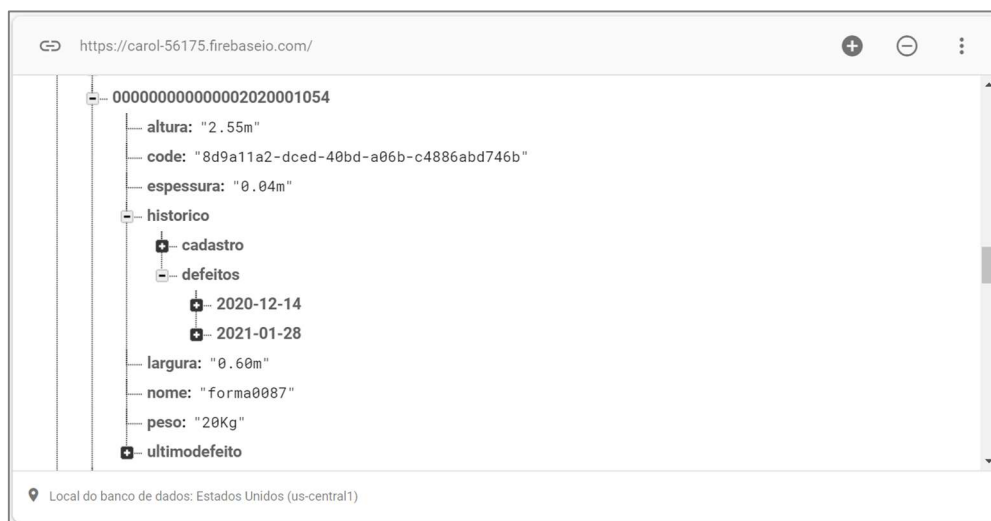 https://carol-56175.firebaseio.com/
000000000000002020001054
altura: "2.55m"
code: "8d9a11a2-dced-40bd-a06b-c4886abd746b"
espessura: "0.04m"
historico
cadastro
defeitos
2020-12-14
2021-01-28
largura: "0.60m"
nome: "forma0087"
peso: "20Kg"
ultimodefeito
Local do banco de dados: Estados Unidos (us-central1)